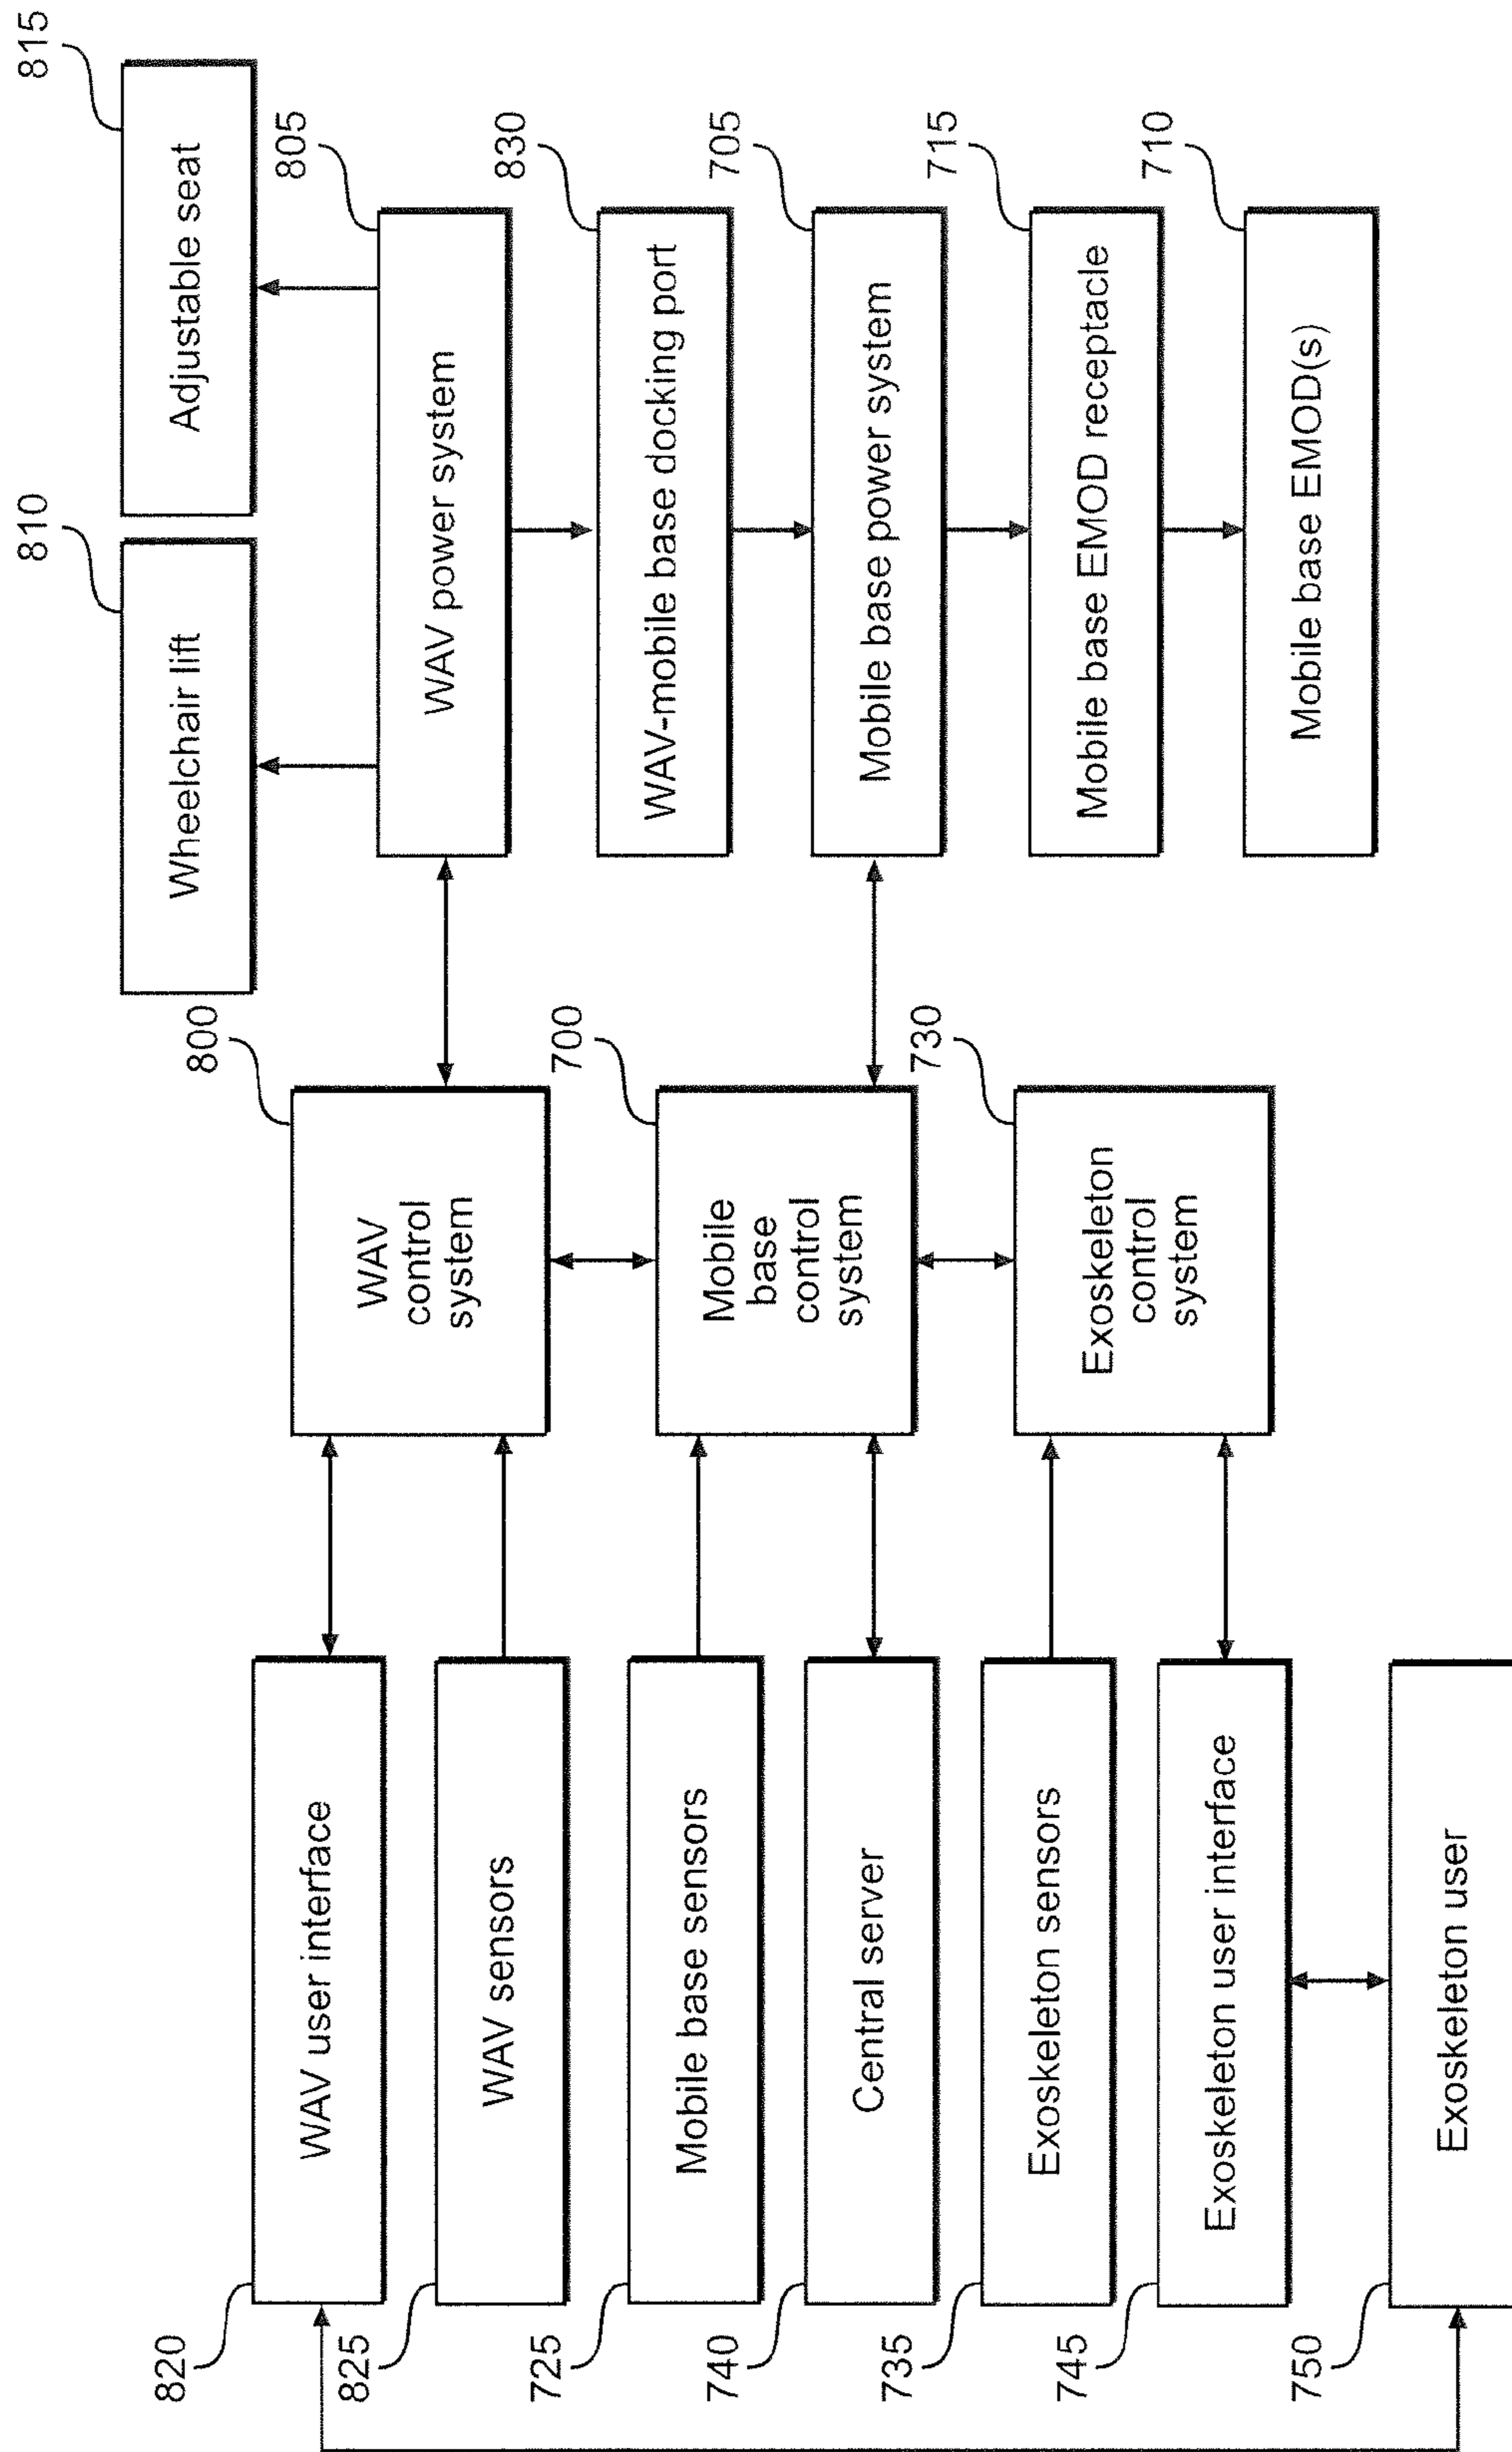 820
WAV user interface
825
WAV sensors
725
Mobile base sensors
740
Central server
735
Exoskeleton sensors
745
Exoskeleton user interface
750
Exoskeleton user
800
WAV
control
system
700
Mobile
base
control
system
730
Exoskeleton
control
system
810
Wheelchair lift
815
Adjustable seat
805
WAV power system
830
WAV-mobile base docking port
705
Mobile base power system
715
Mobile base EMOD receptacle
710
Mobile base EMOD(s)